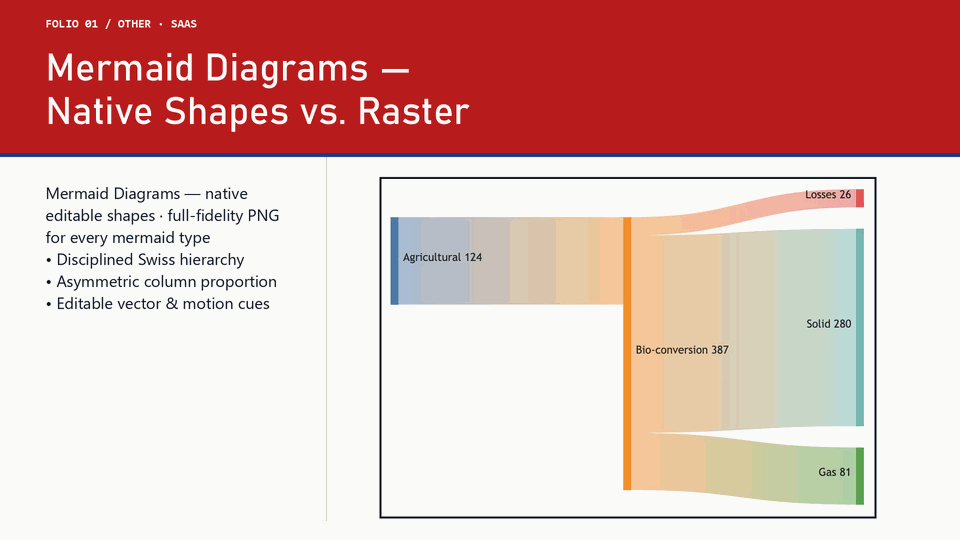 FOLIO 01 / OTHER · SAAS
Mermaid Diagrams —
Native Shapes vs. Raster
Mermaid Diagrams — native
editable shapes · full-fidelity PNG
for every mermaid type
• Disciplined Swiss hierarchy
• Asymmetric column proportion
• Editable vector & motion cues
Losses 26
Agricultural 124
Solid 280
Bio-conversion 387
Gas 81